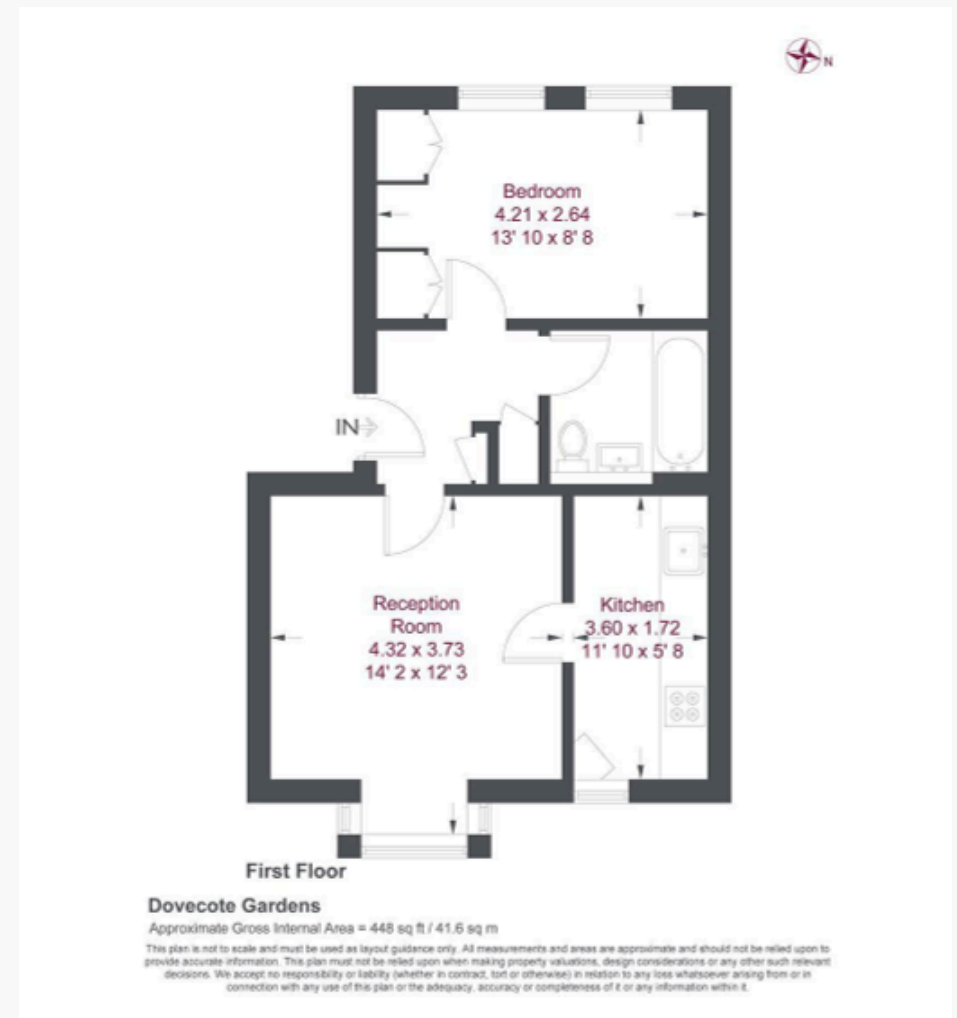 N
Bedroom
4.21 x 2.64
13' 10 x 8' 8
IN
Reception
Room
4.32 x 3.73
14' 2 x 12' 3
Kitchen
3.60 x 1.72
11' 10 x 5' 8
First Floor
Dovecote Gardens
Approximate Gross Internal Area = 448 sq ft / 41.6 sq m
This plan is not to scale and must be used as layout guidance only. All measurements and areas are approximate and should not be relied upon to
provide accurate information. This plan must not be relied upon when making property valuations, design considerations or any other such relevant
decisions. We accept no responsibility or liability (whether in contract, tort or otherwise) in relation to any loss whatsoever arising from or in
connection with any use of this plan or the adequacy, accuracy or completeness of it or any information within it.